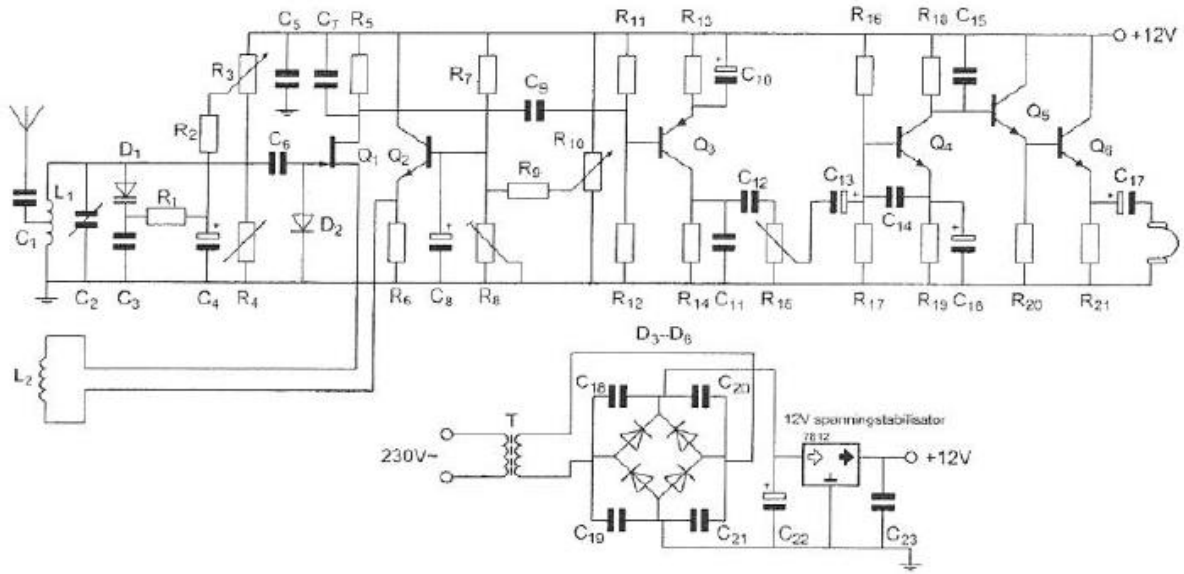 C5 C7 R5 R11 R13 R16 R18 C15
+12V
R3 R7 C9 C10
R2 C6 R10 Q5
D1 Q1 Q2 Q3 Q4 Q6
L1 R1 R9 C12 C13 C17
C1 D2 C14
C2 C3 C4 R4 R6 C8 R8 R12 R14 C11 R15 R17 R19 C16 R20 R21
L2
D3--D6
C18 C20
12V spanningstabilisator
T 7812
230V~ +12V
C19 C21 C22 C23